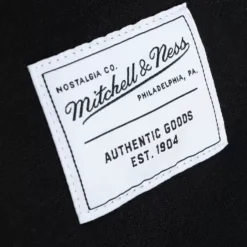 NOSTALGIA CO.
Mitchell & Ness
PHILADELPHIA, PA.
AUTHENTIC GOODS
EST. 1904